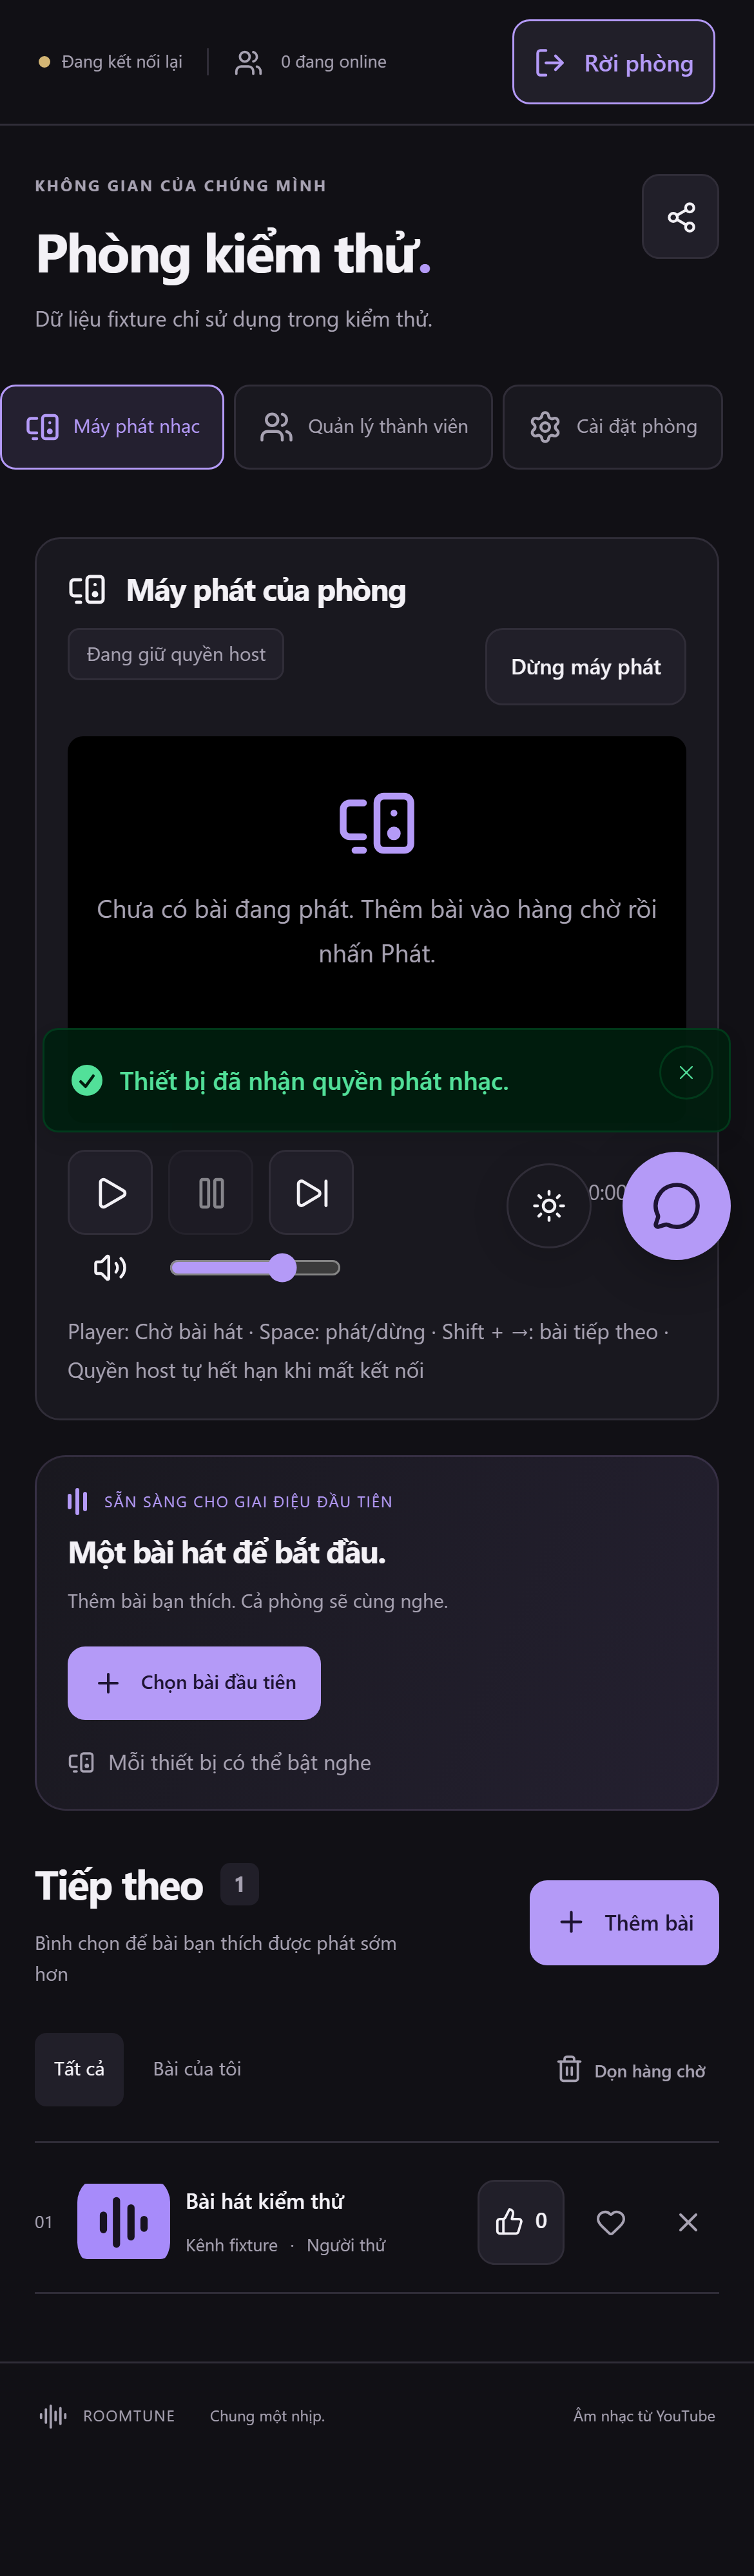 Đang kết nối lại
0 đang online
Rời phòng
KHÔNG GIAN CỦA CHÚNG MÌNH
Phòng kiểm thử.
Dữ liệu fixture chỉ sử dụng trong kiểm thử.
Máy phát nhạc
Quản lý thành viên
Cài đặt phòng
Máy phát của phòng
Đang giữ quyền host
Dừng máy phát
Chưa có bài đang phát. Thêm bài vào hàng chờ rồi
nhấn Phát.
Thiết bị đã nhận quyền phát nhạc.
0:00
Player: Chờ bài hát · Space: phát/dừng · Shift + →: bài tiếp theo ·
Quyền host tự hết hạn khi mất kết nối
SẴN SÀNG CHO GIAI ĐIỆU ĐẦU TIÊN
Một bài hát để bắt đầu.
Thêm bài bạn thích. Cả phòng sẽ cùng nghe.
Chọn bài đầu tiên
Mỗi thiết bị có thể bật nghe
Tiếp theo 1
Bình chọn để bài bạn thích được phát sớm
hơn
Thêm bài
Tất cả
Bài của tôi
Dọn hàng chờ
01
Bài hát kiểm thử
Kênh fixture · Người thử
0
ROOMTUNE
Chung một nhịp.
Âm nhạc từ YouTube